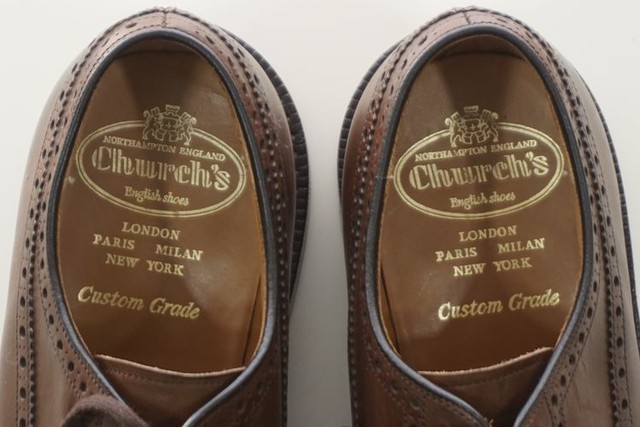 NORTHAMPTON ENGLAND
Church's
English shoes
LONDON
PARIS MILAN
NEW YORK
Custom Grade
NORTHAMPTON ENGLAND
Church's
English shoes
LONDON
PARIS MILAN
NEW YORK
Custom Grade